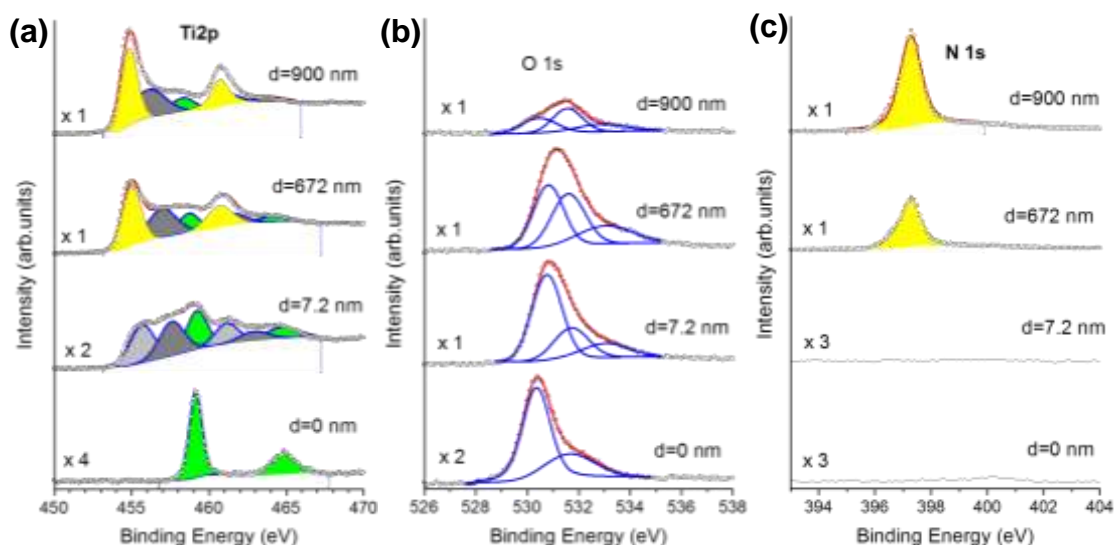 (a)
Ti2p
d=900 nm
x 1
d=672 nm
x 1
d=7.2 nm
x 2
d=0 nm
x 4
Intensity (arb.units)
450 455 460 465 470
Binding Energy (eV)
(b)
O 1s
d=900 nm
x 1
d=672 nm
x 1
d=7.2 nm
x 1
d=0 nm
x 2
Intensity (arb.units)
526 528 530 532 534 536 538
Binding Energy (eV)
(c)
N 1s
d=900 nm
x 1
d=672 nm
x 1
d=7.2 nm
x 3
d=0 nm
x 3
Intensity (arb.units)
394 396 398 400 402 404
Binding Energy (eV)